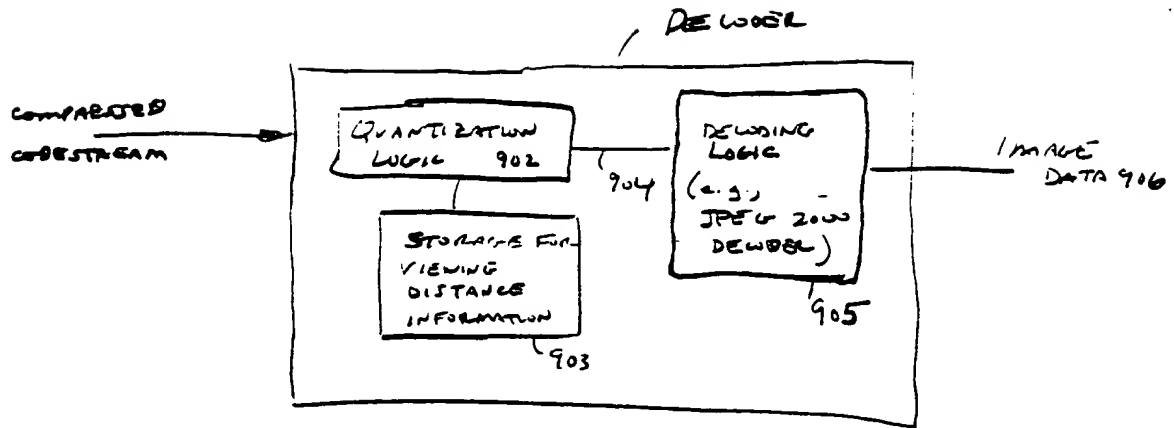 DECODER
COMPRESSED
CODESTREAM
QUANTIZATION
LOGIC 902
904
DECODING
LOGIC
(e.g.,
JPEG 2000
DECODER)
905
IMAGE
DATA 906
STORAGE FOR
VIEWING
DISTANCE
INFORMATION
903